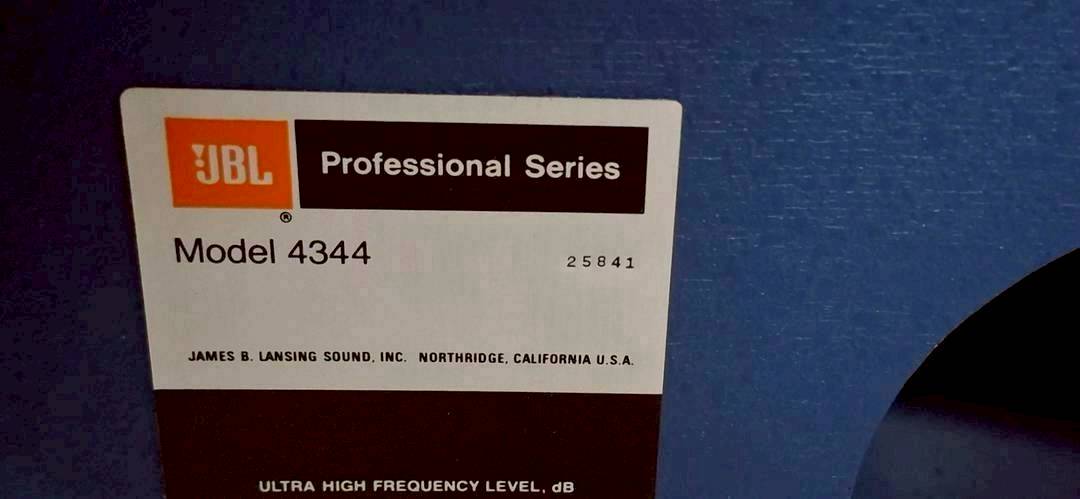 JBL Professional Series
®
Model 4344 25841
JAMES B. LANSING SOUND, INC. NORTHRIDGE, CALIFORNIA U.S.A.
ULTRA HIGH FREQUENCY LEVEL, dB